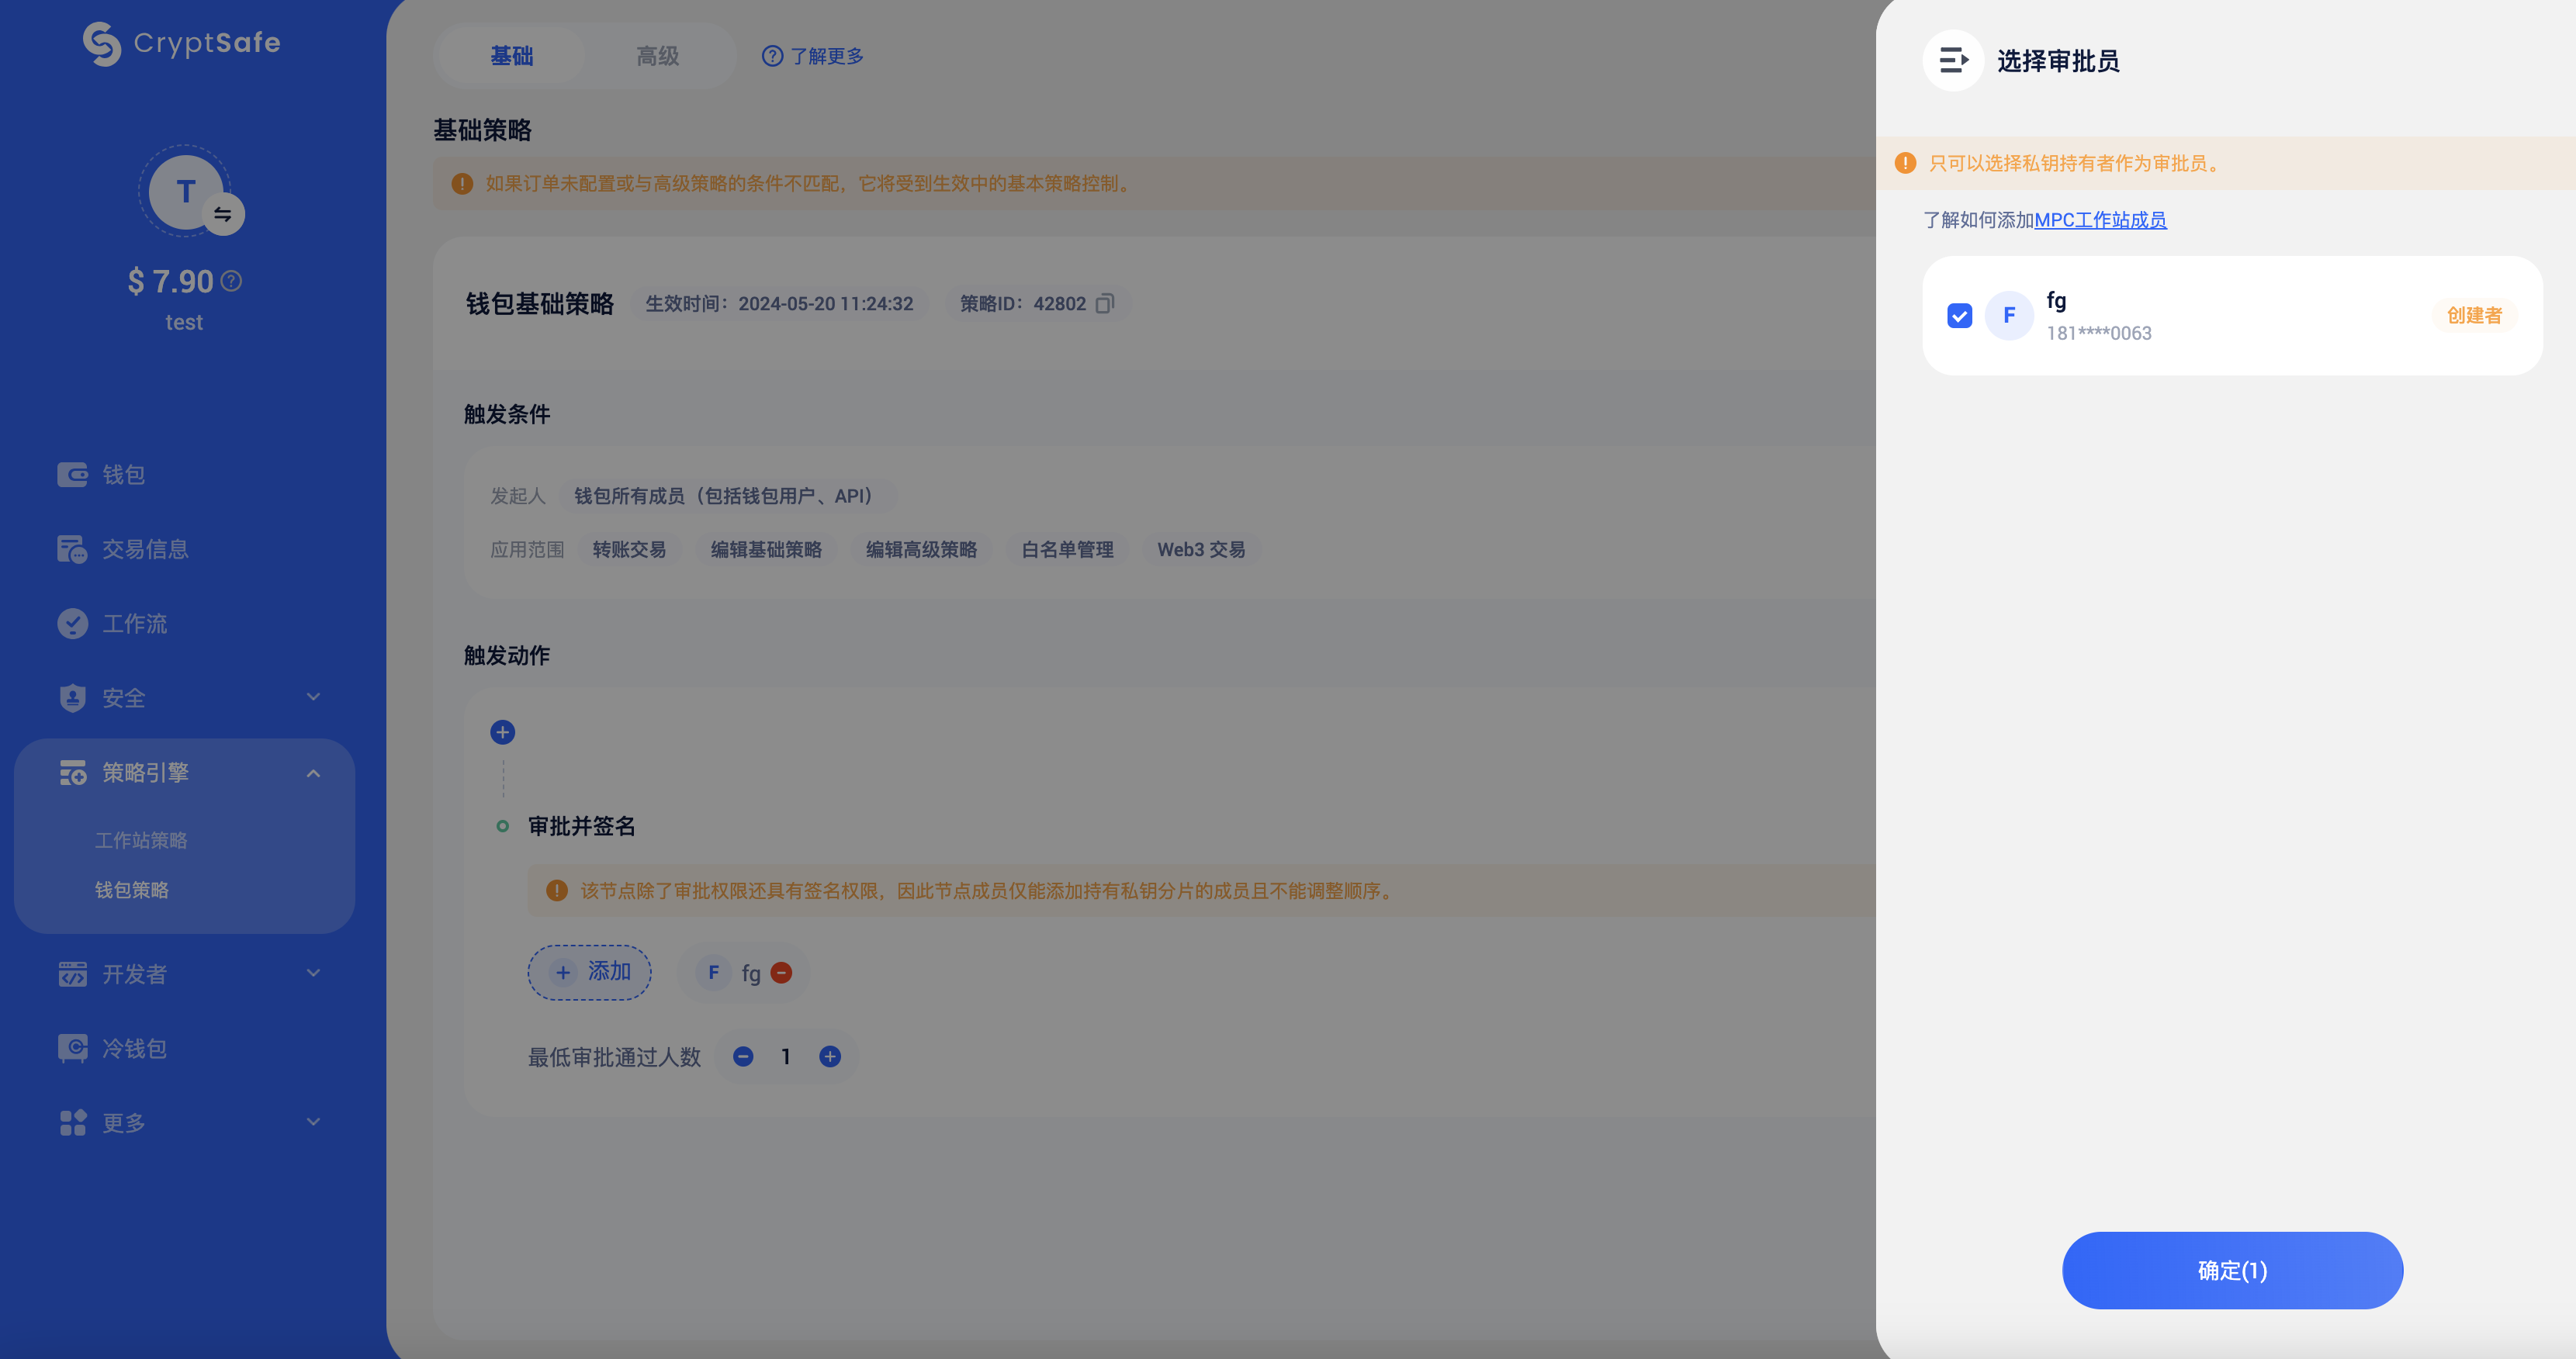 CryptSafe
T
$ 7.90
test
钱包
交易信息
工作流
安全
策略引擎
工作站策略
钱包策略
开发者
冷钱包
更多
基础 高级 了解更多
基础策略
如果订单未配置或与高级策略的条件不匹配，它将受到生效中的基本策略控制。
钱包基础策略 生效时间：2024-05-20 11:24:32 策略ID：42802
触发条件
发起人 钱包所有成员（包括钱包用户、API）
应用范围 转账交易 编辑基础策略 编辑高级策略 白名单管理 Web3 交易
触发动作
审批并签名
该节点除了审批权限还具有签名权限，因此节点成员仅能添加持有私钥分片的成员且不能调整顺序。
添加 F fg
最低审批通过人数 1
选择审批员
只可以选择私钥持有者作为审批员。
了解如何添加MPC工作站成员
F fg 创建者
181****0063
确定(1)